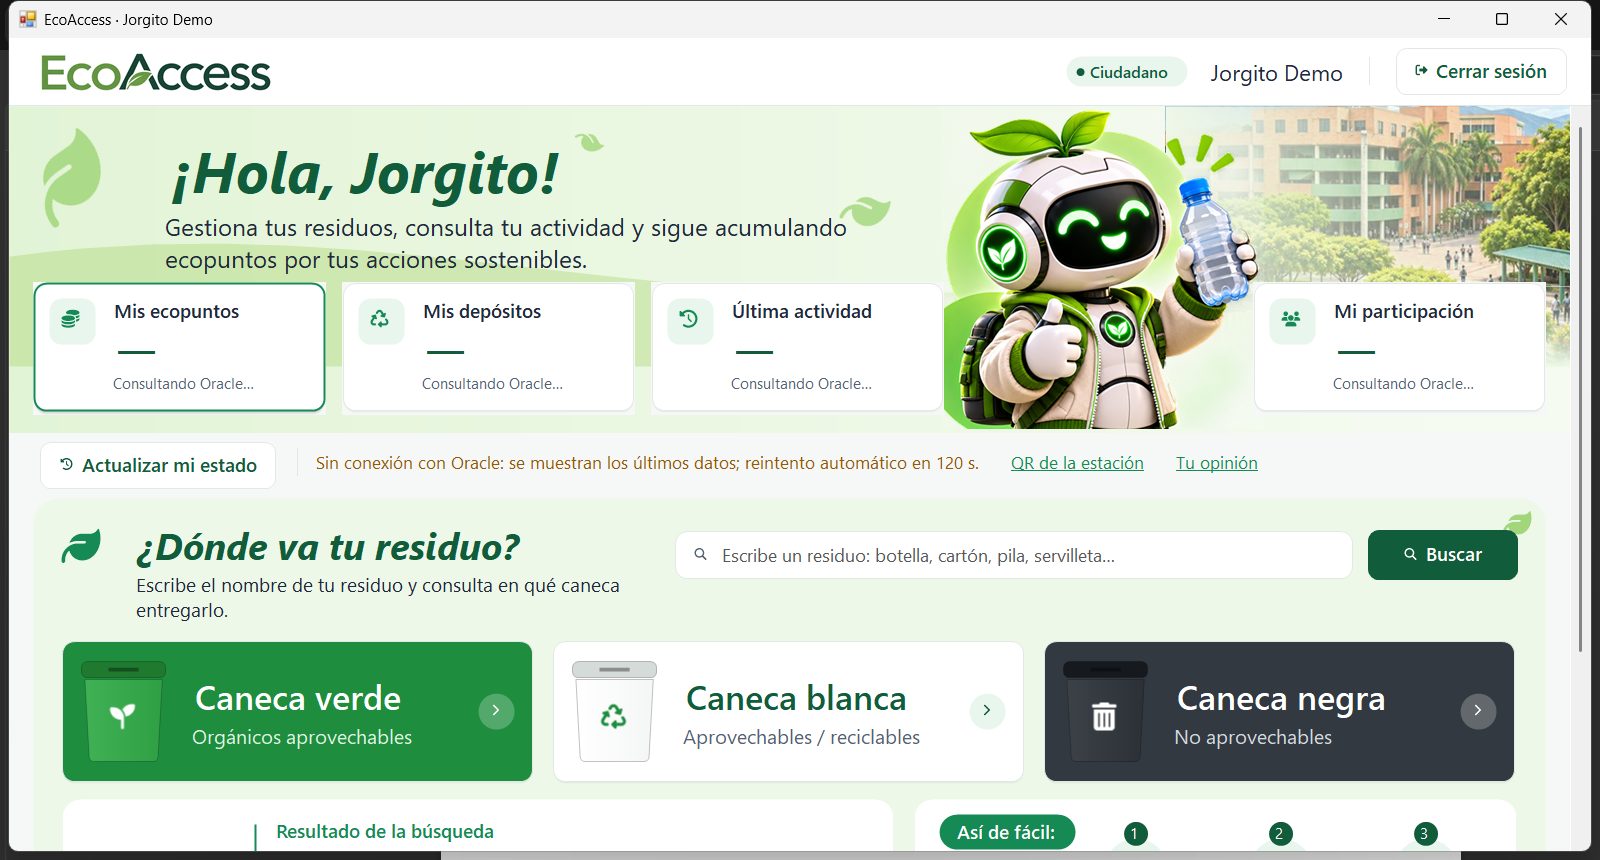 EcoAccess · Jorgito Demo
EcoAccess
Ciudadano
Jorgito Demo
Cerrar sesión
¡Hola, Jorgito!
Gestiona tus residuos, consulta tu actividad y sigue acumulando
ecopuntos por tus acciones sostenibles.
Mis ecopuntos
Consultando Oracle...
Mis depósitos
Consultando Oracle...
Última actividad
Consultando Oracle...
Mi participación
Consultando Oracle...
Actualizar mi estado
Sin conexión con Oracle: se muestran los últimos datos; reintento automático en 120 s.
QR de la estación
Tu opinión
¿Dónde va tu residuo?
Escribe el nombre de tu residuo y consulta en qué caneca
entregarlo.
Escribe un residuo: botella, cartón, pila, servilleta...
Buscar
Caneca verde
Orgánicos aprovechables
Caneca blanca
Aprovechables / reciclables
Caneca negra
No aprovechables
Resultado de la búsqueda
Así de fácil:
1
2
3